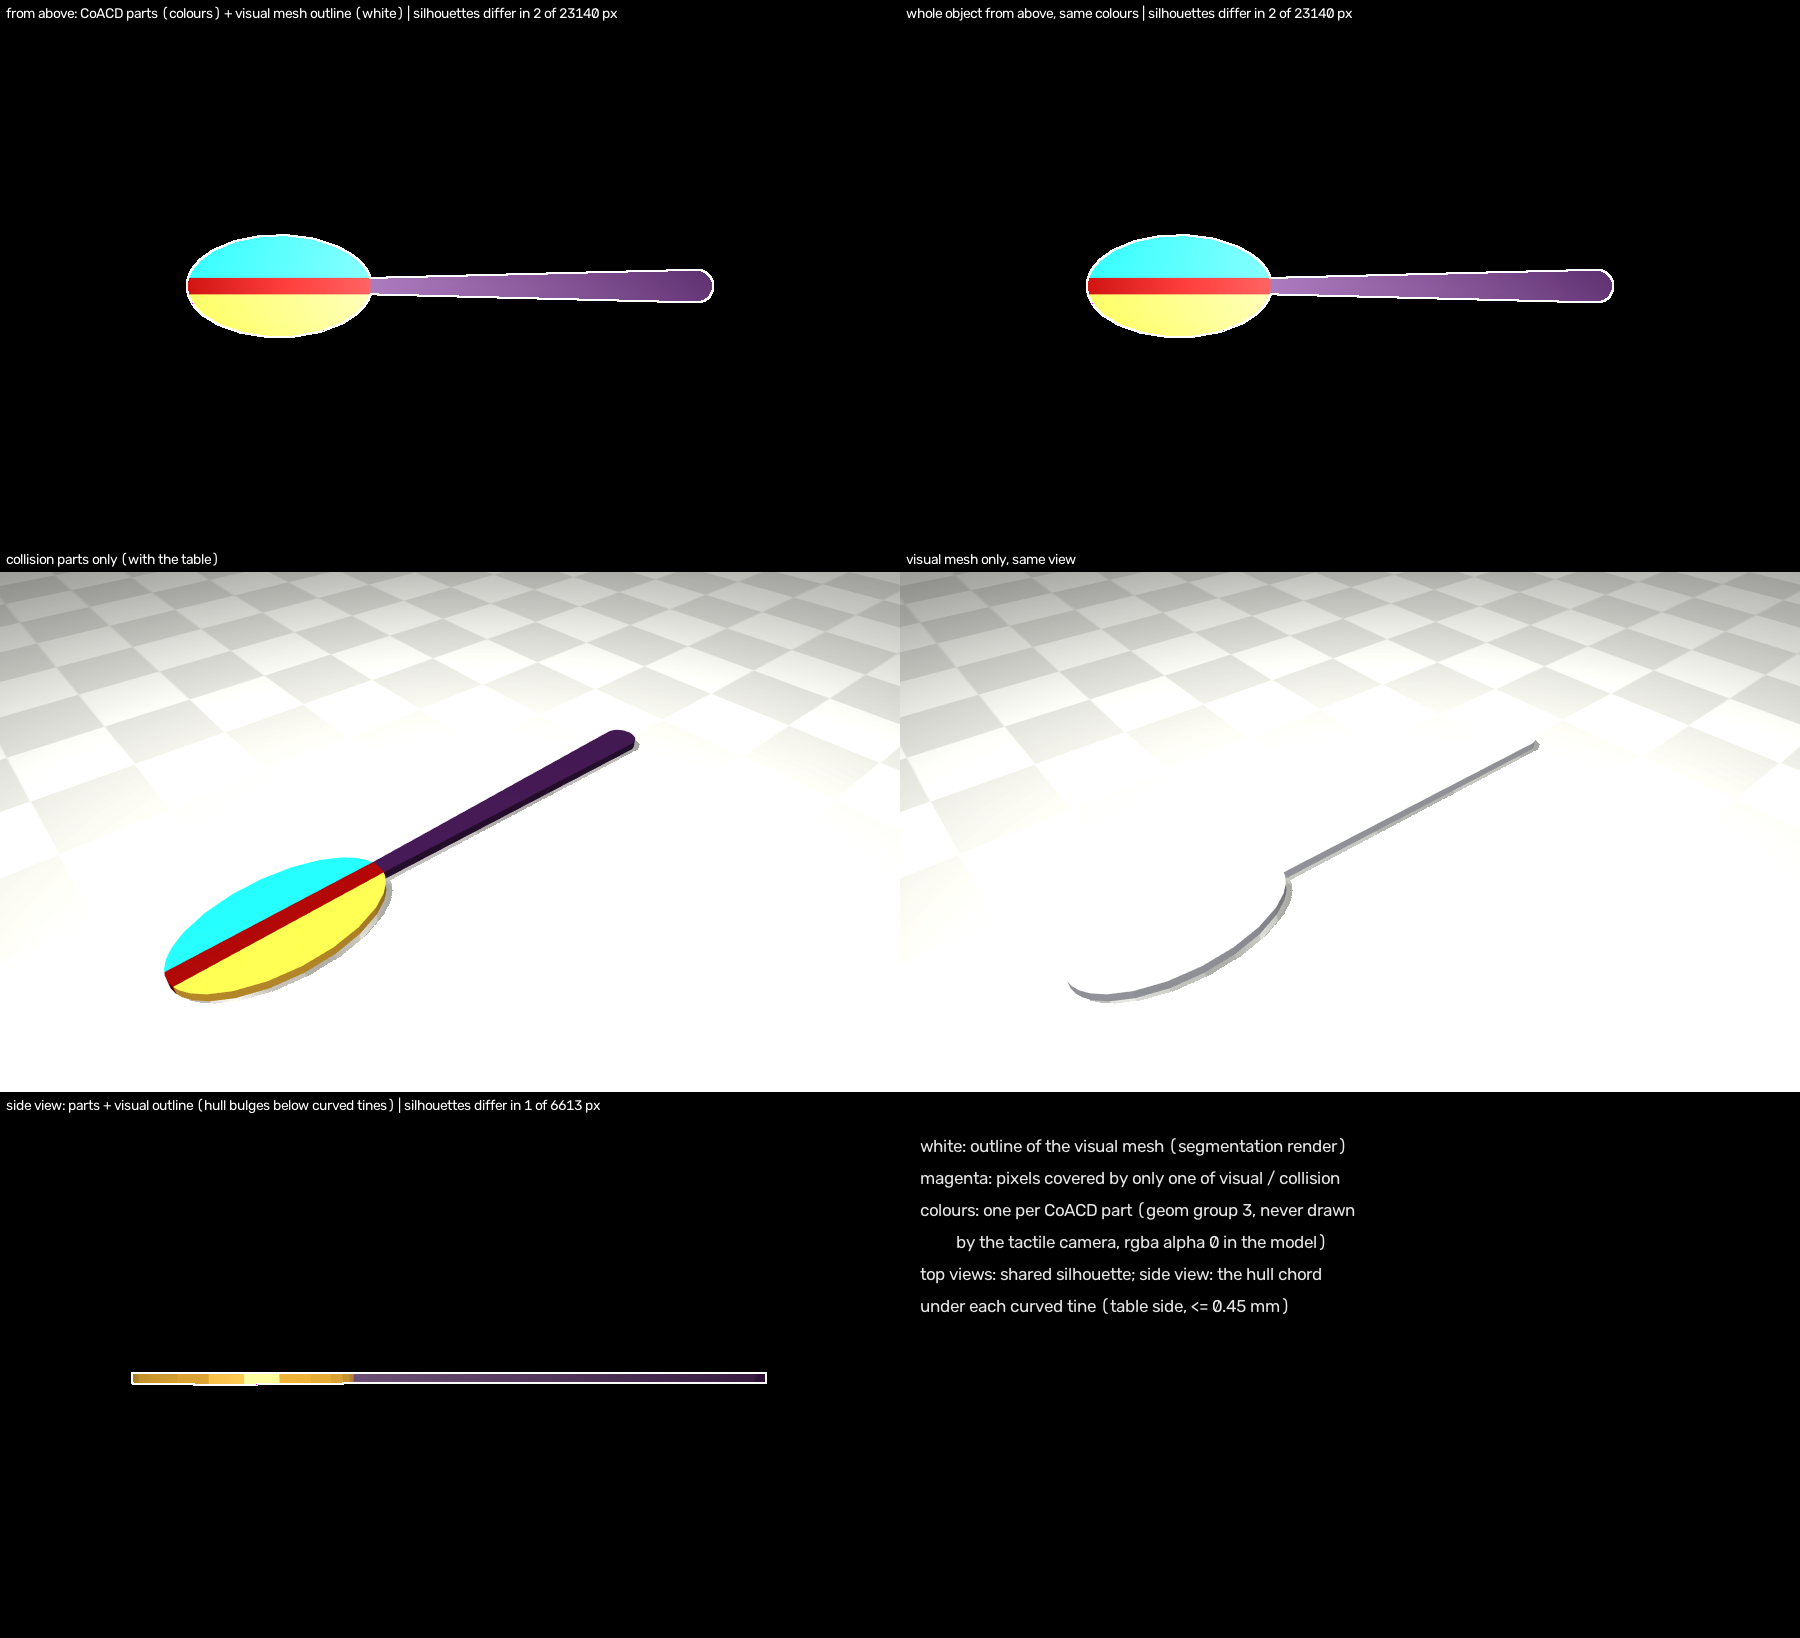 from above: CoACD parts (colours) + visual mesh outline (white) | silhouettes differ in 2 of 23140 px
whole object from above, same colours | silhouettes differ in 2 of 23140 px
collision parts only (with the table)
visual mesh only, same view
side view: parts + visual outline (hull bulges below curved tines) | silhouettes differ in 1 of 6613 px
white: outline of the visual mesh (segmentation render)
magenta: pixels covered by only one of visual / collision
colours: one per CoACD part (geom group 3, never drawn
by the tactile camera, rgba alpha 0 in the model)
top views: shared silhouette; side view: the hull chord
under each curved tine (table side, <= 0.45 mm)